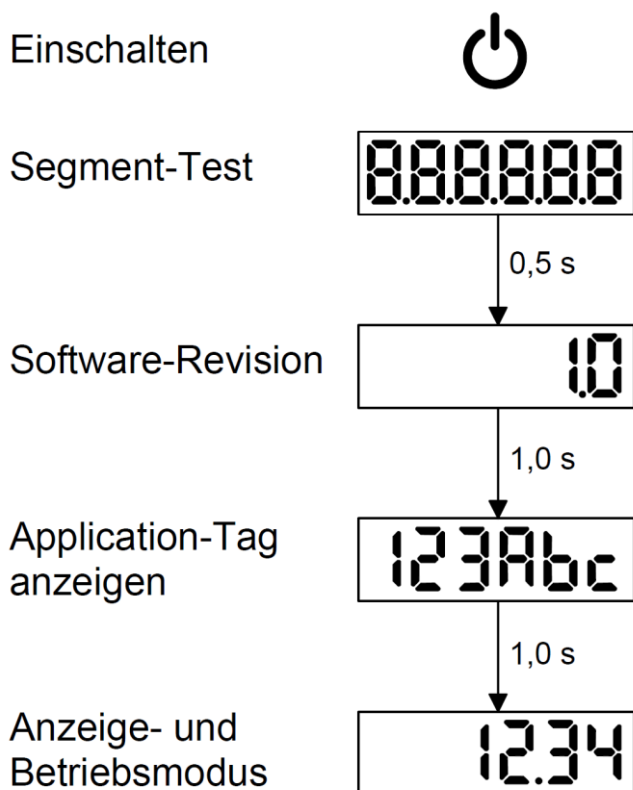 Einschalten
Segment-Test
8.8.8.8.8.8
0,5 s
Software-Revision
1.0
1,0 s
Application-Tag
anzeigen
123Abc
1,0 s
Anzeige- und
Betriebsmodus
12.34